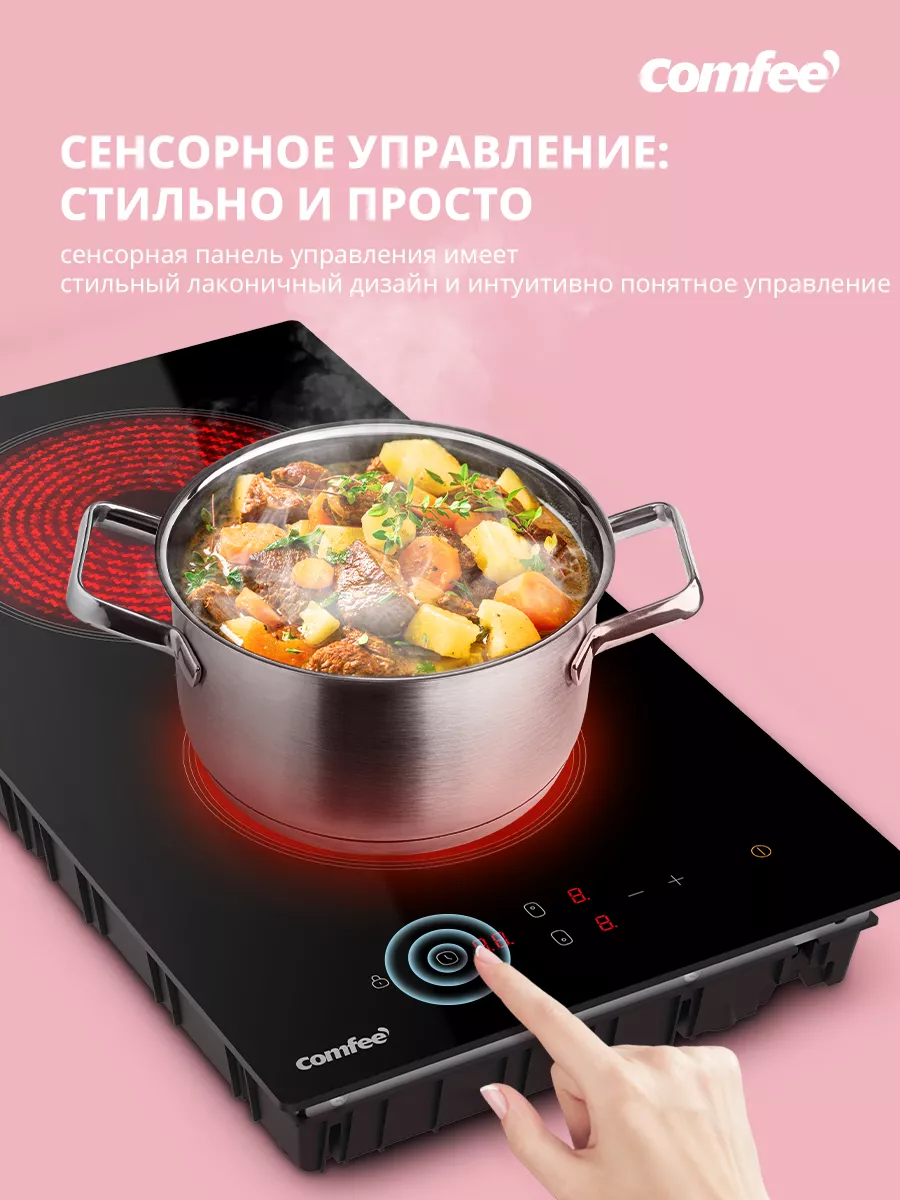 comfee
СЕНСОРНОЕ УПРАВЛЕНИЕ:
СТИЛЬНО И ПРОСТО
сенсорная панель управления имеет
стильный лаконичный дизайн и интуитивно понятное управление
comfee